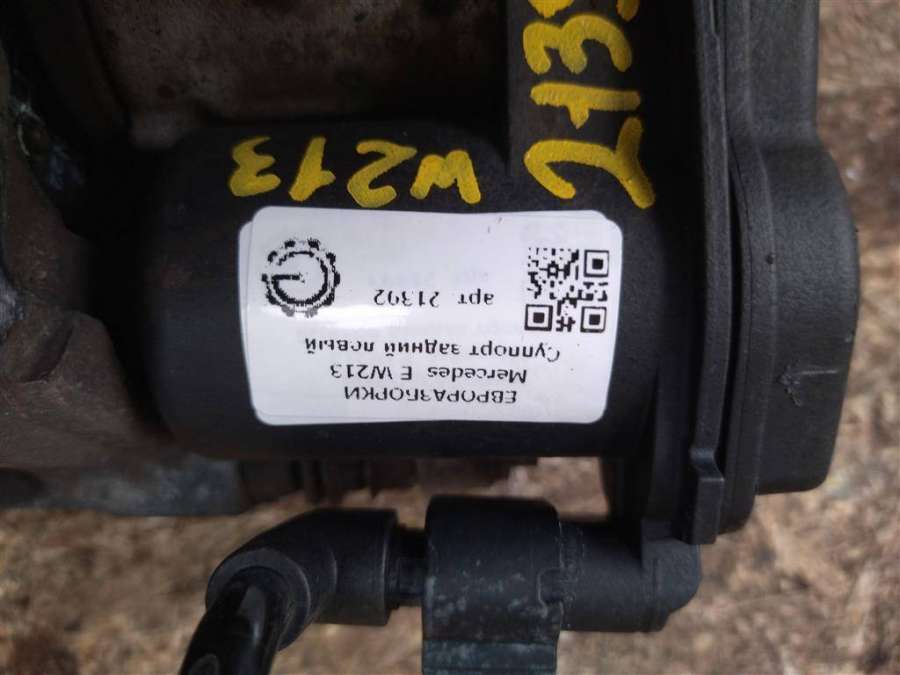 W213
ЕВРОРАЗБОРКИ
Mercedes E W213
Суппорт задний левый
арт. 21392